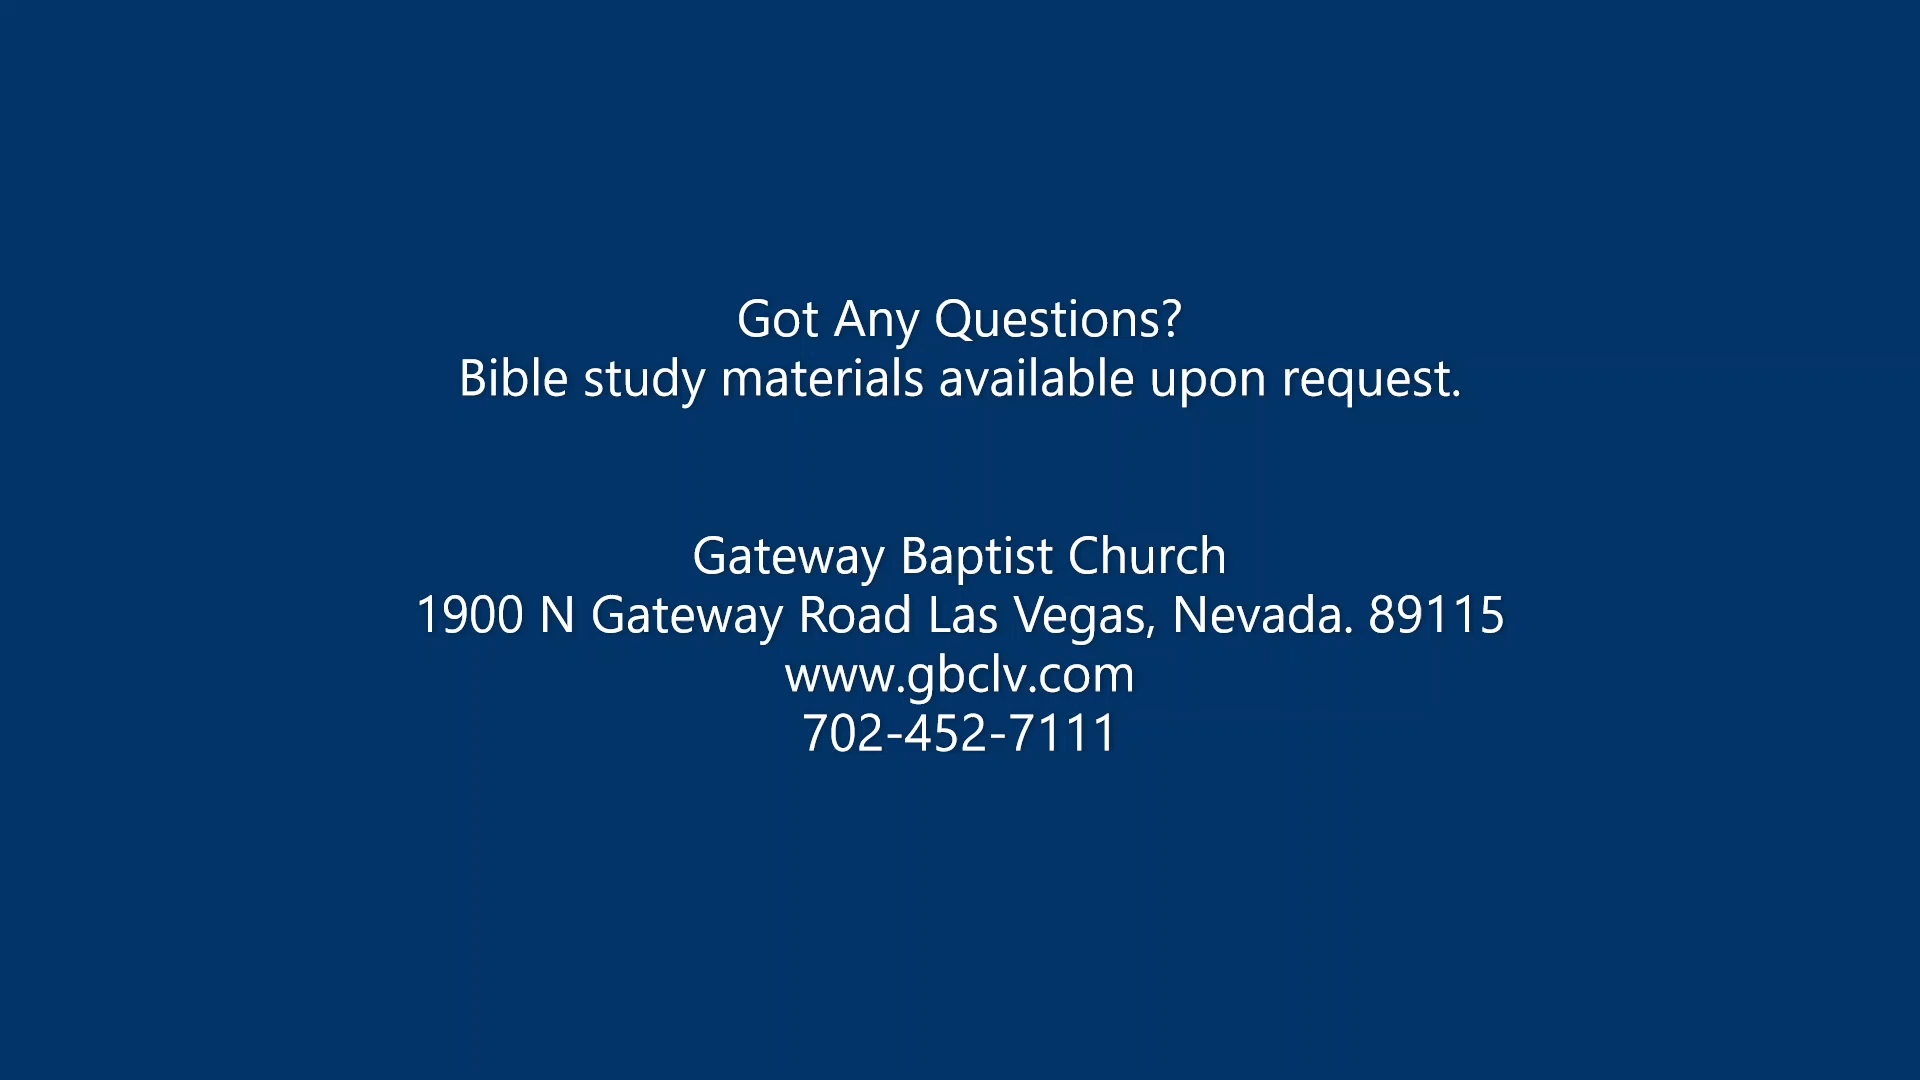 Got Any Questions?
Bible study materials available upon request.
Gateway Baptist Church
1900 N Gateway Road Las Vegas, Nevada. 89115
www.gbclv.com
702-452-7111